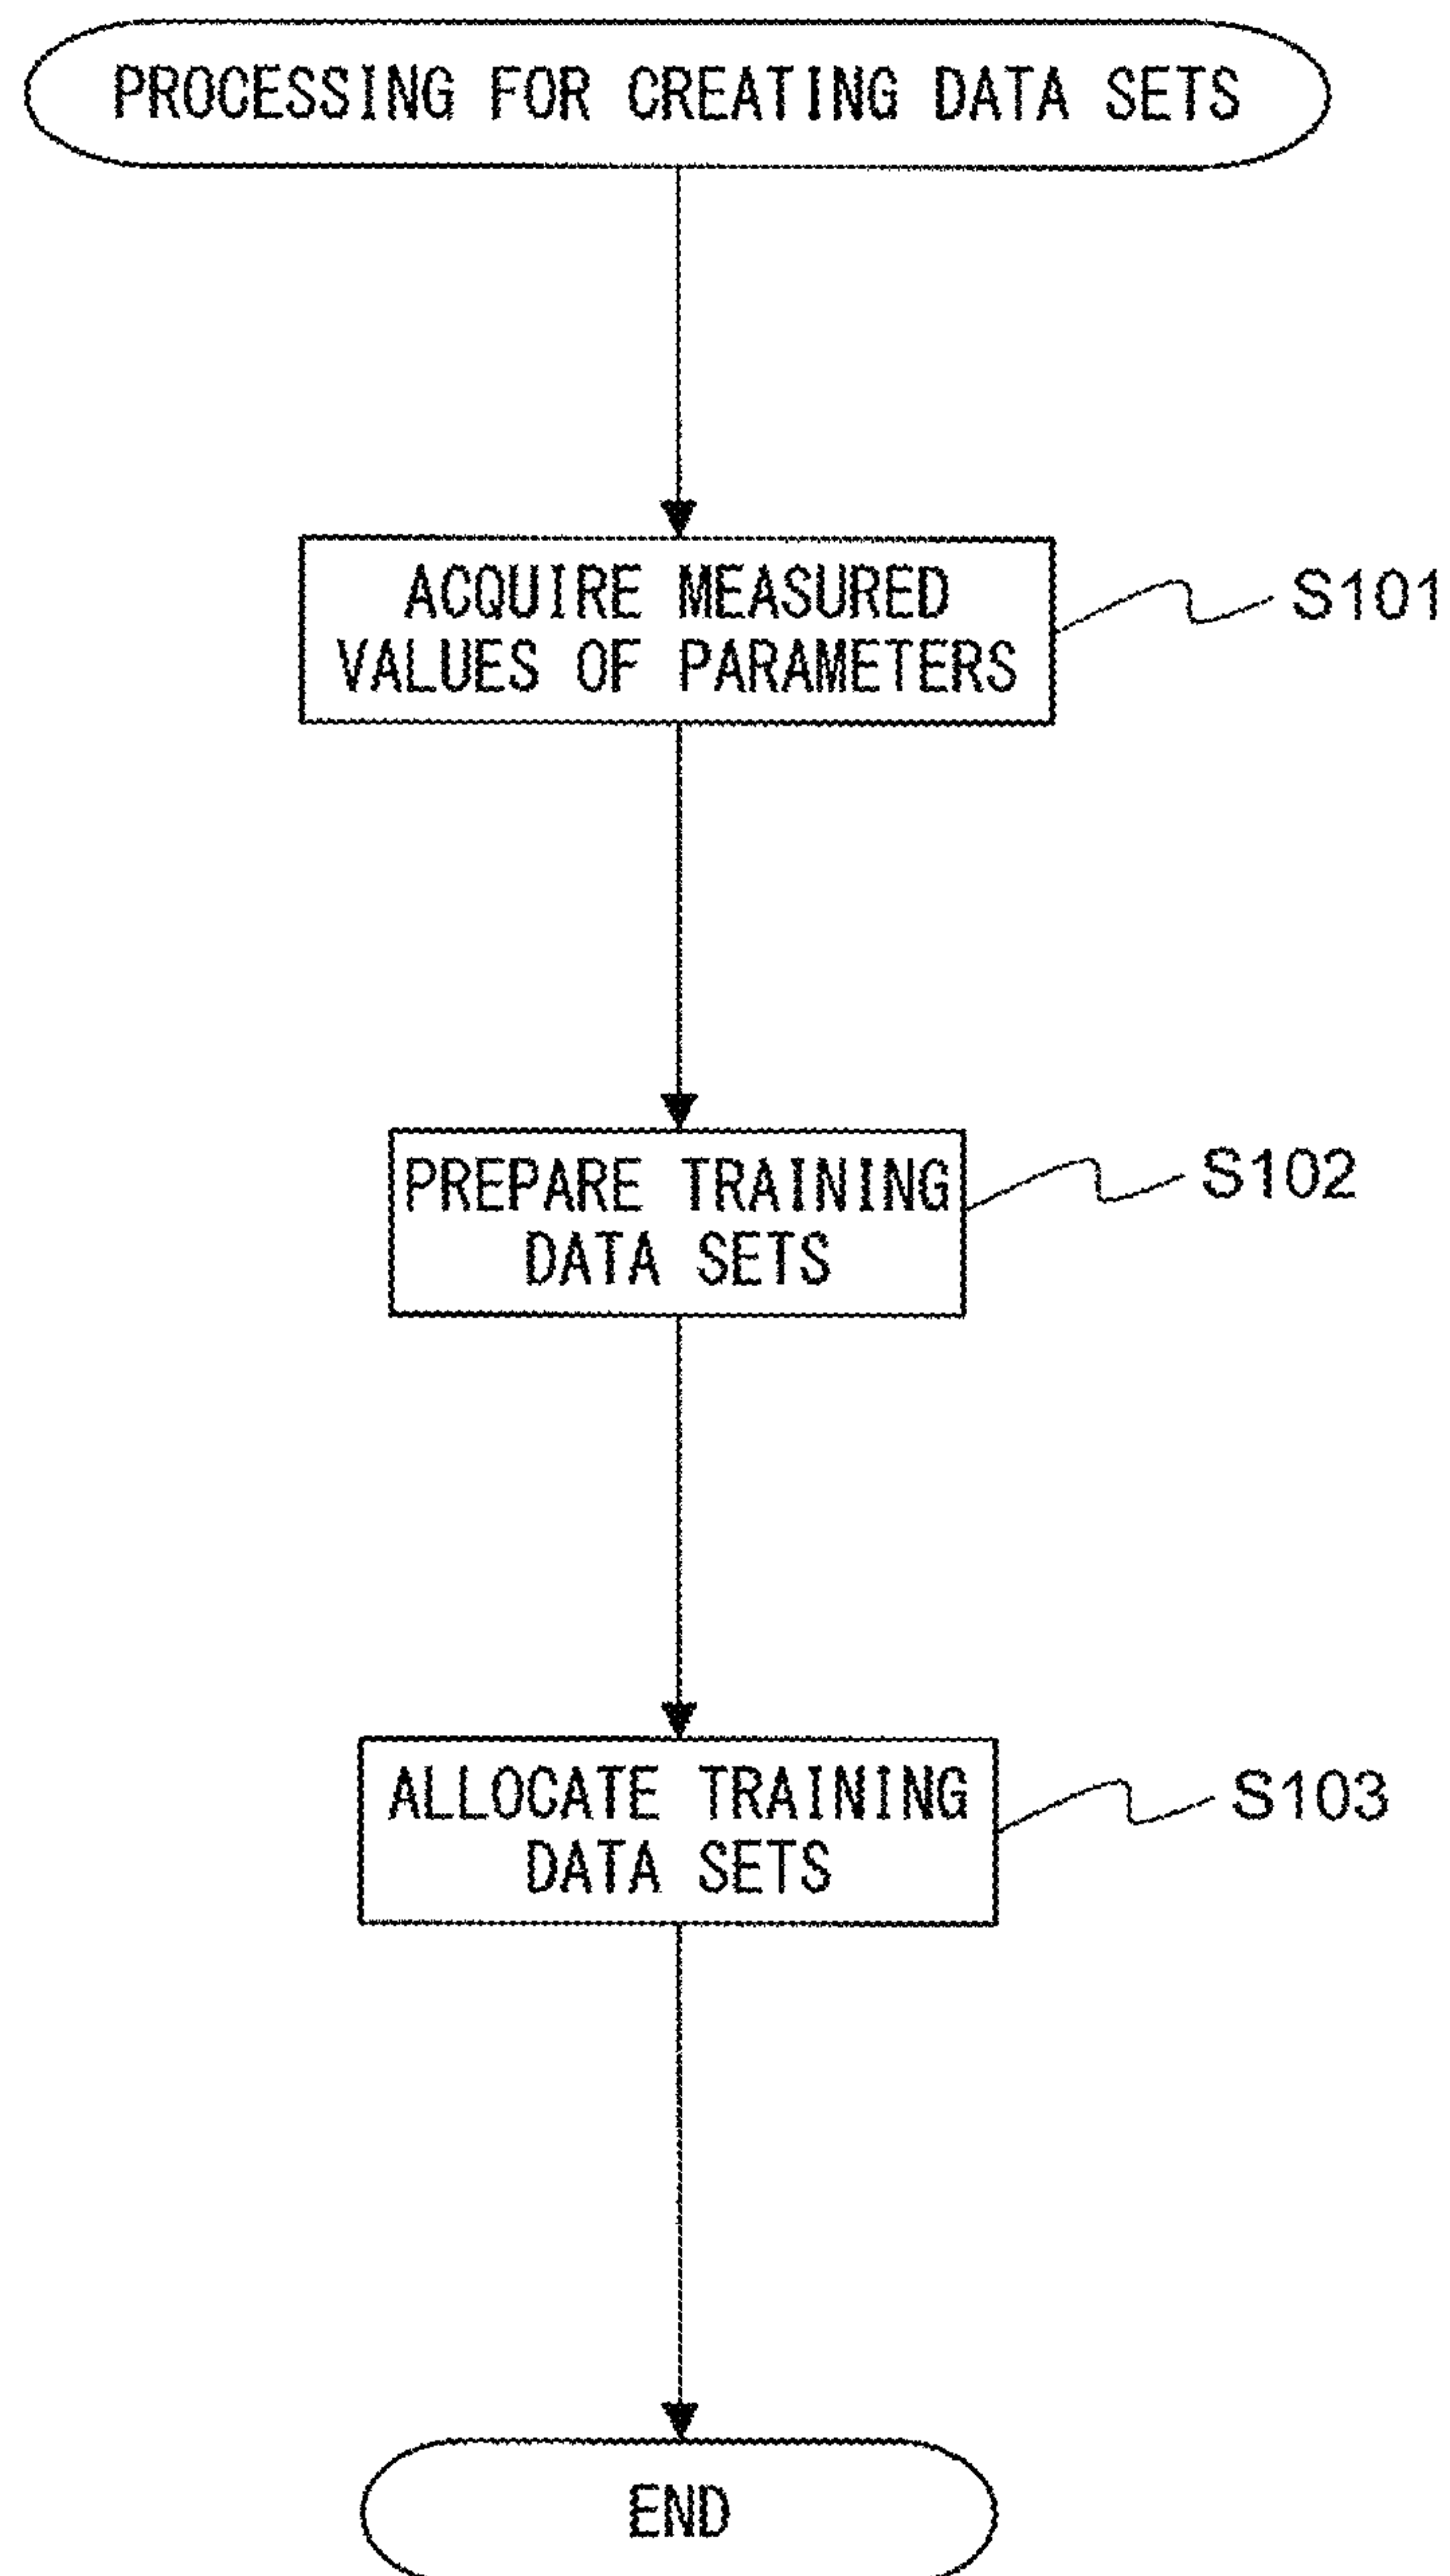 PROCESSING FOR CREATING DATA SETS
ACQUIRE MEASURED
VALUES OF PARAMETERS
S101
PREPARE TRAINING
DATA SETS
S102
ALLOCATE TRAINING
DATA SETS
S103
END